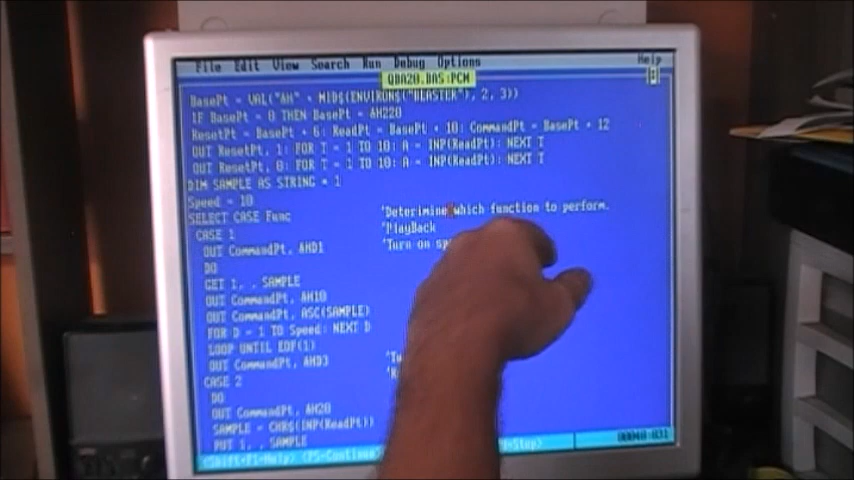 File Edit View Search Run Debug Options Help
QBA20.BAS:PCM
BasePt = VAL("&H" + MID$(ENVIRON$("BLASTER"), 2, 3))
IF BasePt = 0 THEN BasePt = &H220
ResetPt = BasePt + 6: ReadPt = BasePt + 10: CommandPt = BasePt + 12
OUT ResetPt, 1: FOR T = 1 TO 10: A = INP(ReadPt): NEXT T
OUT ResetPt, 0: FOR T = 1 TO 10: A = INP(ReadPt): NEXT T
DIM SAMPLE AS STRING * 1
Speed = 10
SELECT CASE Func 'Deterimine which function to perform.
CASE 1 'PlayBack
OUT CommandPt, &HD1 'Turn on
DO
GET 1, , SAMPLE
OUT CommandPt, &H10
OUT CommandPt, ASC(SAMPLE)
FOR D = 1 TO Speed: NEXT D
LOOP UNTIL EOF(1)
OUT CommandPt, &HD3
CASE 2
DO
OUT CommandPt, &H20
SAMPLE = CHR$(INP(ReadPt))
PUT 1, , SAMPLE
<Shift+F1=Help> <F5=Continue